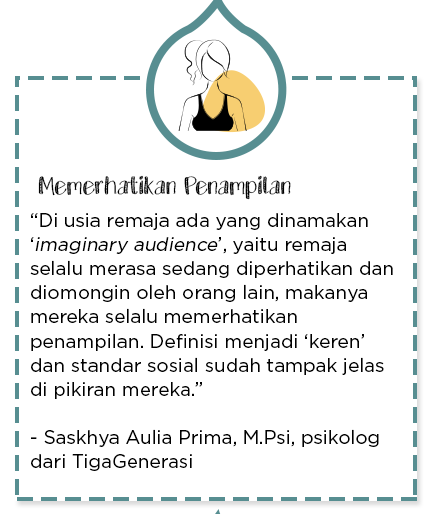 Memerhatikan Penampilan
“Di usia remaja ada yang dinamakan
‘imaginary audience’, yaitu remaja
selalu merasa sedang diperhatikan dan
diomongin oleh orang lain, makanya
mereka selalu memerhatikan
penampilan. Definisi menjadi ‘keren’
dan standar sosial sudah tampak jelas
di pikiran mereka.”
- Saskhya Aulia Prima, M.Psi, psikolog
dari TigaGenerasi